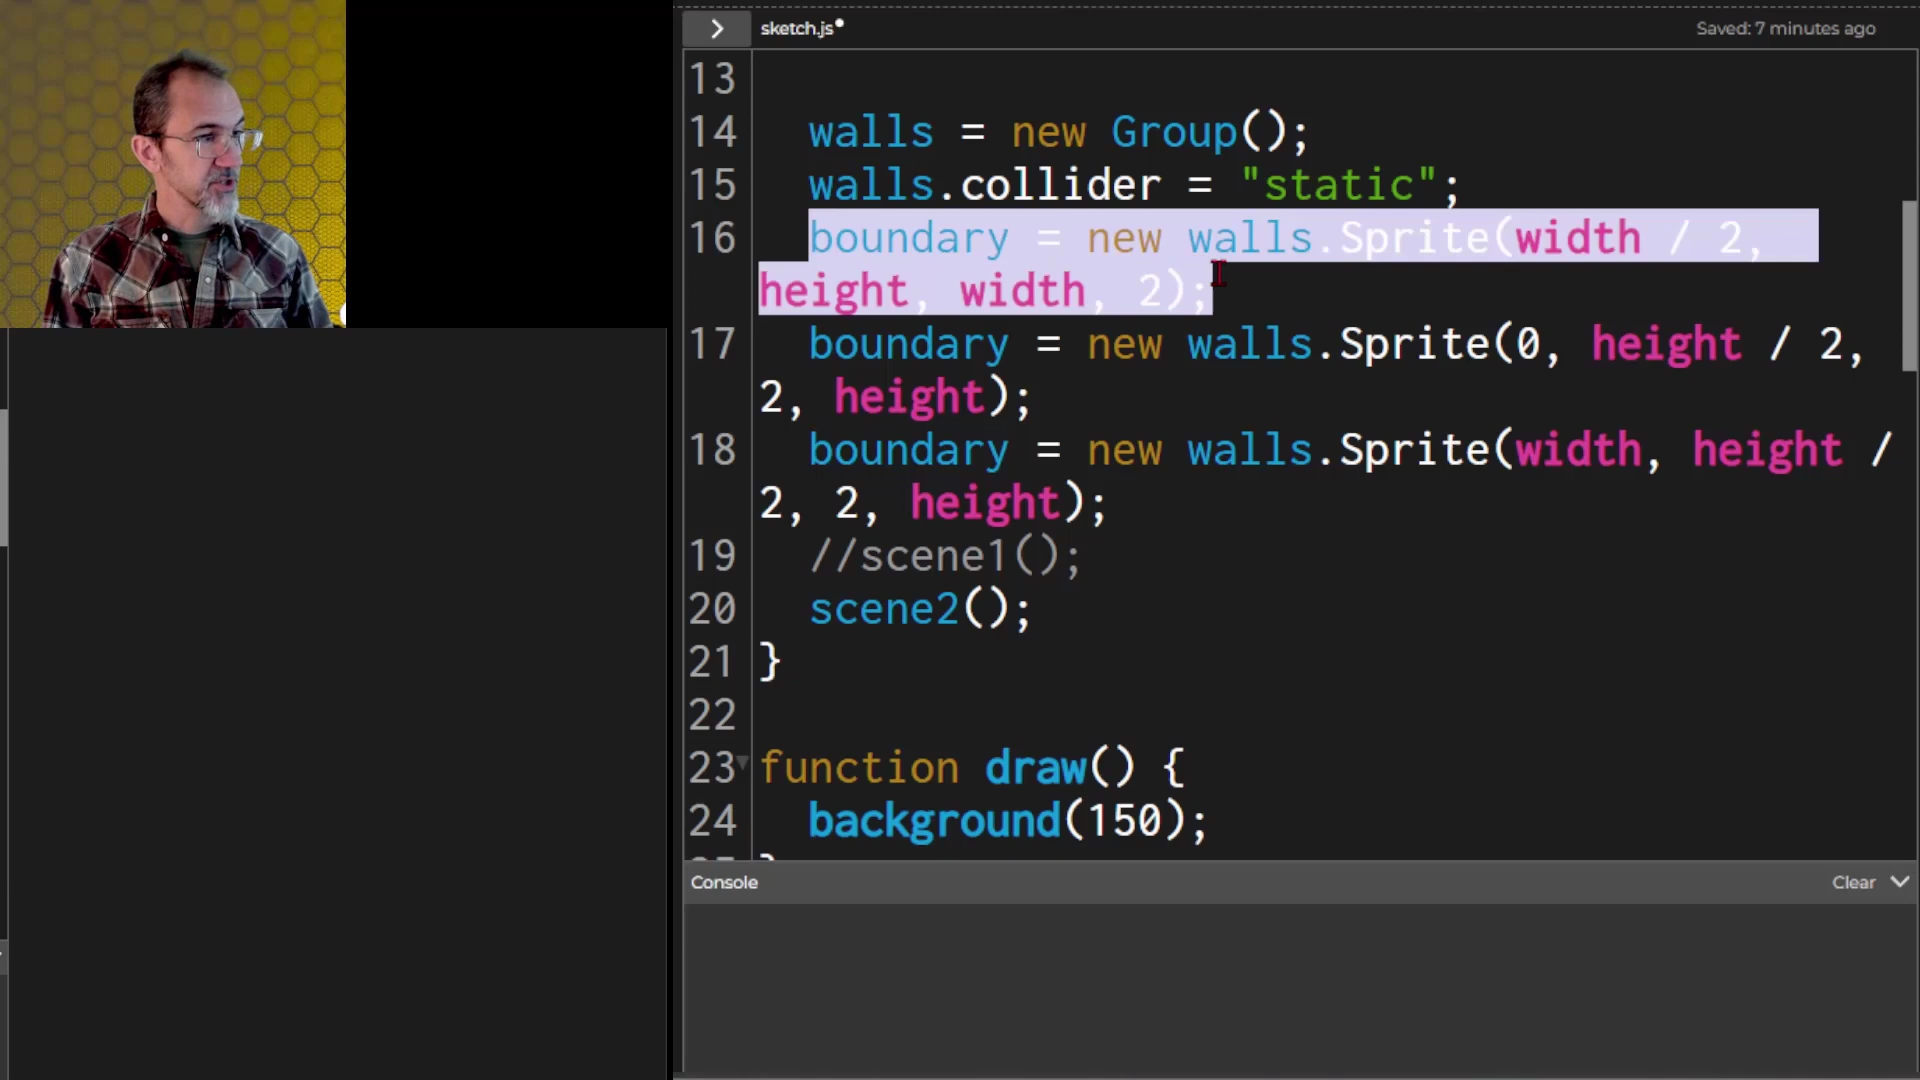 sketch.js
Saved: 7 minutes ago
13
14 walls = new Group();
15 walls.collider = "static";
16 boundary = new walls.Sprite(width / 2,
height, width, 2);
17 boundary = new walls.Sprite(0, height / 2,
2, height);
18 boundary = new walls.Sprite(width, height /
2, 2, height);
19 //scene1();
20 scene2();
21 }
22
23 function draw() {
24 background(150);
Console
Clear